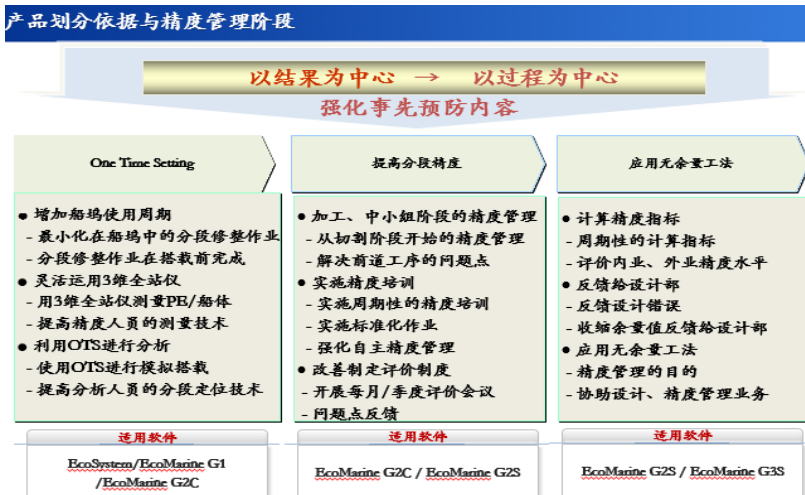 产品划分依据与精度管理阶段
以结果为中心 → 以过程为中心
强化事先预防内容
One Time Setting
● 增加船坞使用周期
- 最小化在船坞中的分段修整作业
- 分段修整作业在搭载前完成
● 灵活运用3维全站仪
- 用3维全站仪测量PE/船体
- 提高精度人员的测量技术
● 利用OTS进行分析
- 使用OTS进行模拟搭载
- 提高分析人员的分段定位技术
适用软件
EcoSystem/EcoMarine G1
/EcoMarine G2C
提高分段精度
● 加工、中小组阶段的精度管理
- 从切割阶段开始的精度管理
- 解决前道工序的问题点
● 实施精度培训
- 实施周期性的精度培训
- 实施标准化作业
- 强化自主精度管理
● 改善制定评价制度
- 开展每月/季度评价会议
- 问题点反馈
适用软件
EcoMarine G2C / EcoMarine G2S
应用无余量工法
● 计算精度指标
- 周期性的计算指标
- 评价内业、外业精度水平
● 反馈给设计部
- 反馈设计错误
- 收缩余量值反馈给设计部
● 应用无余量工法
- 精度管理的目的
- 协助设计、精度管理业务
适用软件
EcoMarine G2S / EcoMarine G3S